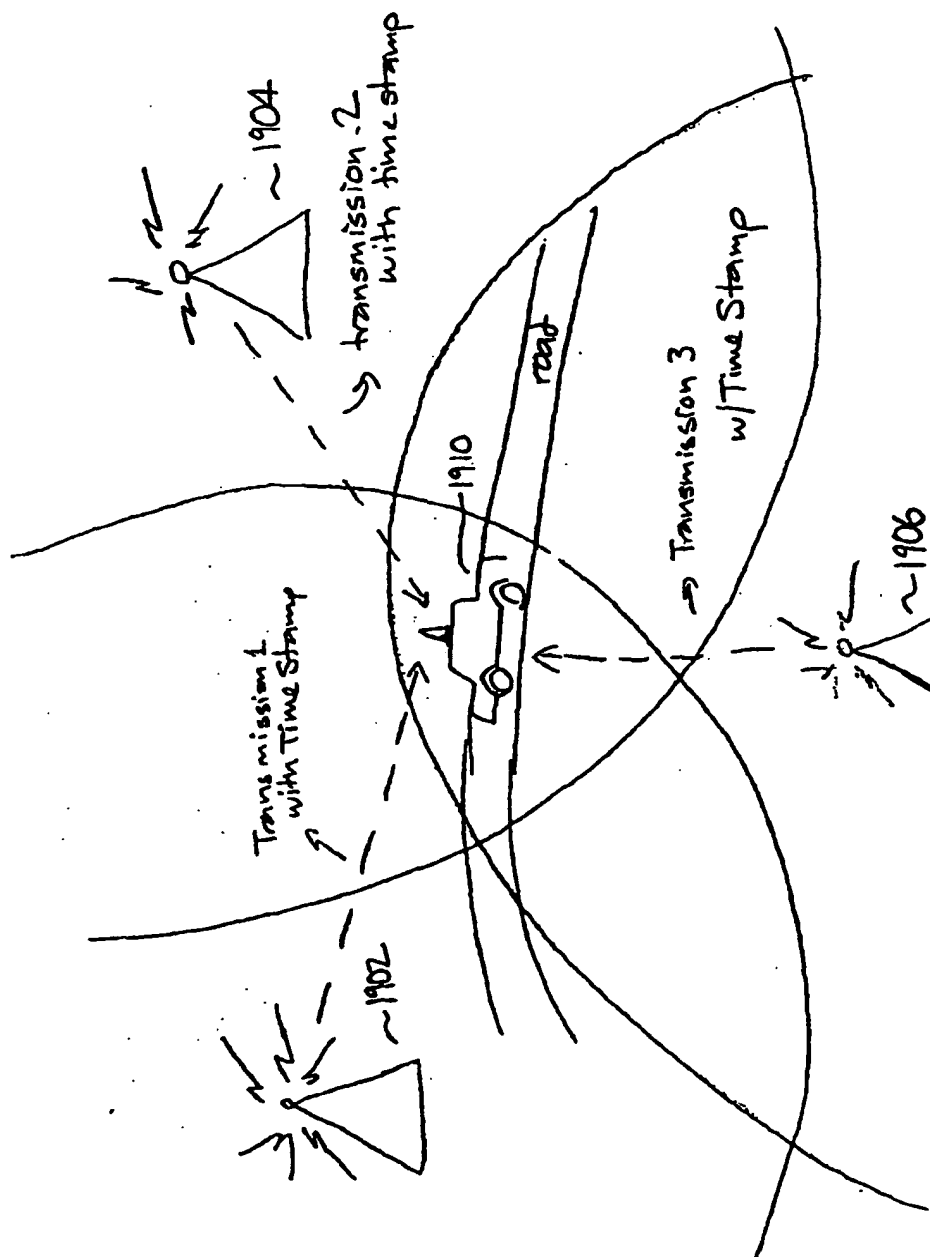 ~1904
Transmission 1
with Time Stamp
~1902
transmission-2
with time stamp
1910
road
Transmission 3
w/Time Stamp
~1906